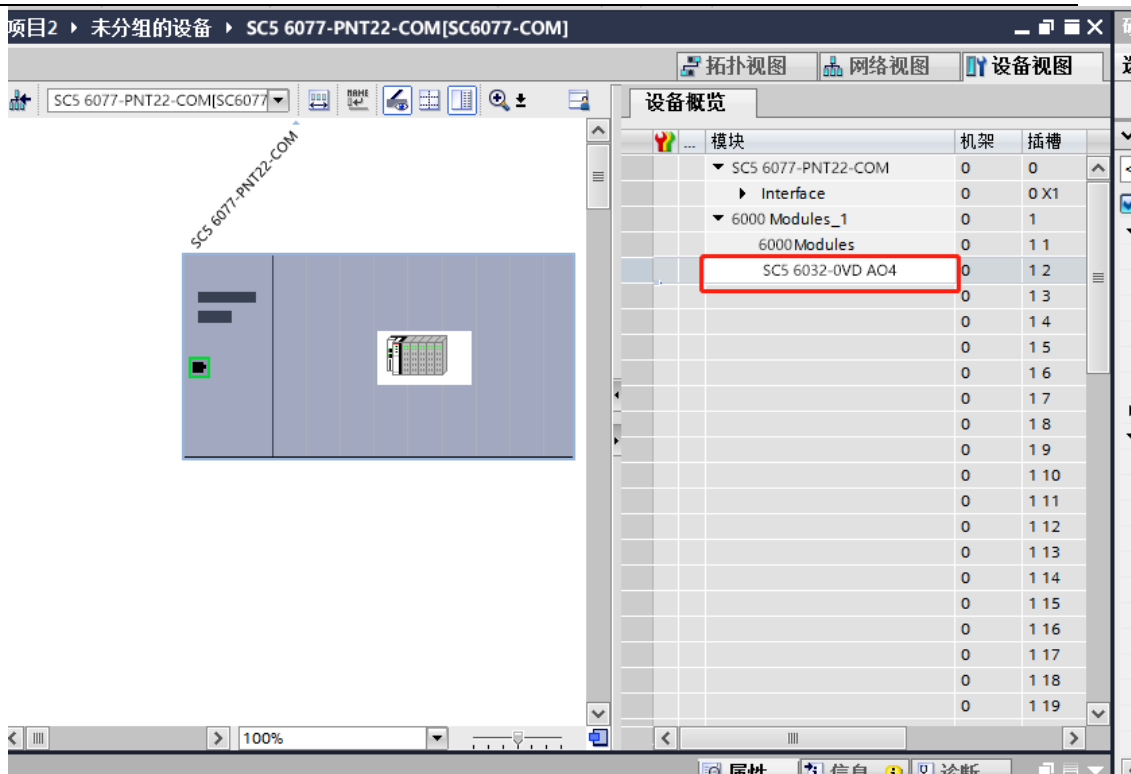 项目2 ▸ 未分组的设备 ▸ SC5 6077-PNT22-COM[SC6077-COM]
拓扑视图 网络视图 设备视图
SC5 6077-PNT22-COM[SC6077
设备概览
... 模块 机架 插槽
SC5 6077-PNT22-COM 0 0
Interface 0 0 X1
6000 Modules_1 0 1
6000Modules 0 1 1
SC5 6032-0VD AO4 0 1 2
0 1 3
0 1 4
0 1 5
0 1 6
0 1 7
0 1 8
0 1 9
0 1 10
0 1 11
0 1 12
0 1 13
0 1 14
0 1 15
0 1 16
0 1 17
0 1 18
0 1 19
SC5 6077-PNT22-COM
100%
属性 信息 诊断